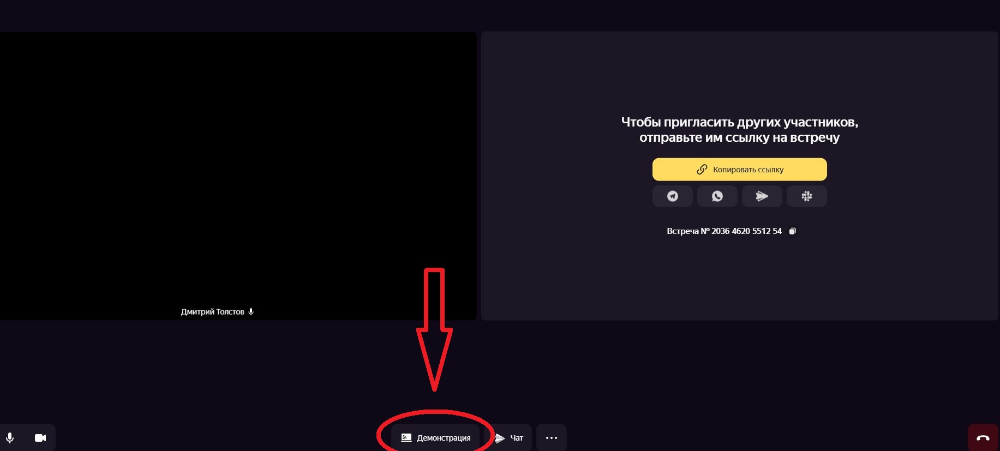 Чтобы пригласить других участников,
отправьте им ссылку на встречу
Копировать ссылку
Встреча № 2036 4620 5512 54
Дмитрий Толстов
Демонстрация
Чат